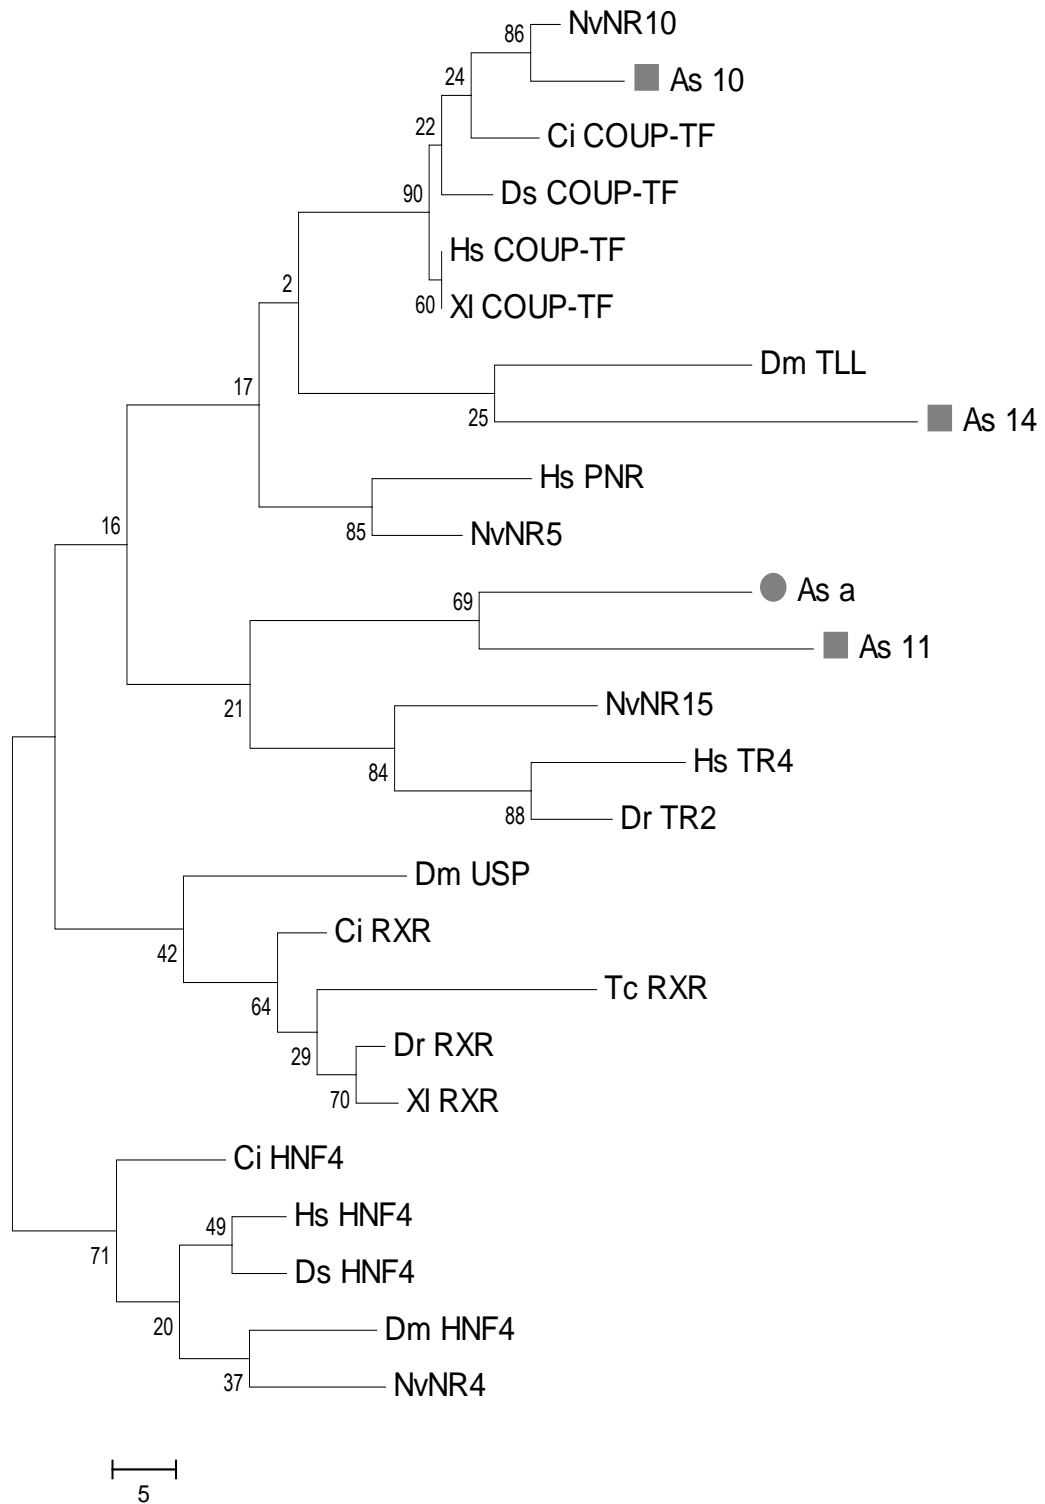 NvNR10
86
As 10
24
Ci COUP-TF
22
Ds COUP-TF
90
Hs COUP-TF
2
60
Xl COUP-TF
Dm TLL
17
25
As 14
Hs PNR
16
85
NvNR5
As a
69
As 11
21
NvNR15
Hs TR4
84
88
Dr TR2
Dm USP
Ci RXR
42
Tc RXR
64
Dr RXR
29
70
Xl RXR
Ci HNF4
Hs HNF4
49
71
Ds HNF4
20
Dm HNF4
37
NvNR4
5